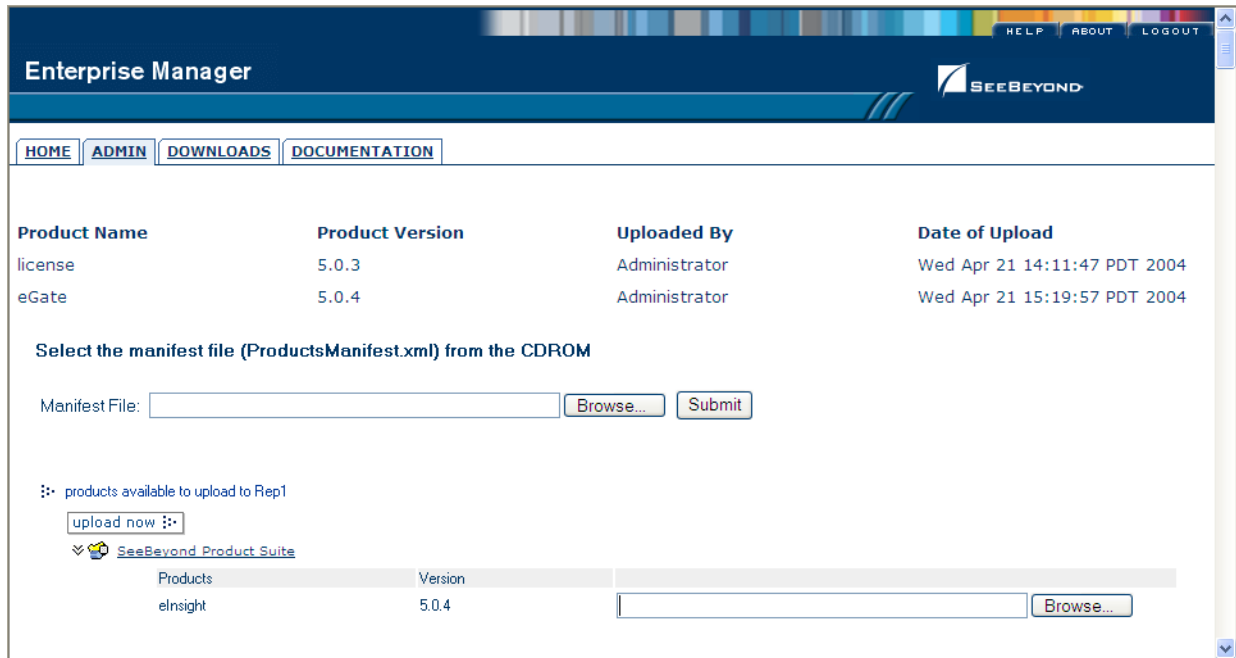 HELP ABOUT LOGOUT
Enterprise Manager
SEEBEYOND
HOME ADMIN DOWNLOADS DOCUMENTATION
Product Name Product Version Uploaded By Date of Upload
license 5.0.3 Administrator Wed Apr 21 14:11:47 PDT 2004
eGate 5.0.4 Administrator Wed Apr 21 15:19:57 PDT 2004
Select the manifest file (ProductsManifest.xml) from the CDROM
Manifest File: Browse... Submit
products available to upload to Rep1
upload now
SeeBeyond Product Suite
Products Version
eInsight 5.0.4 Browse...